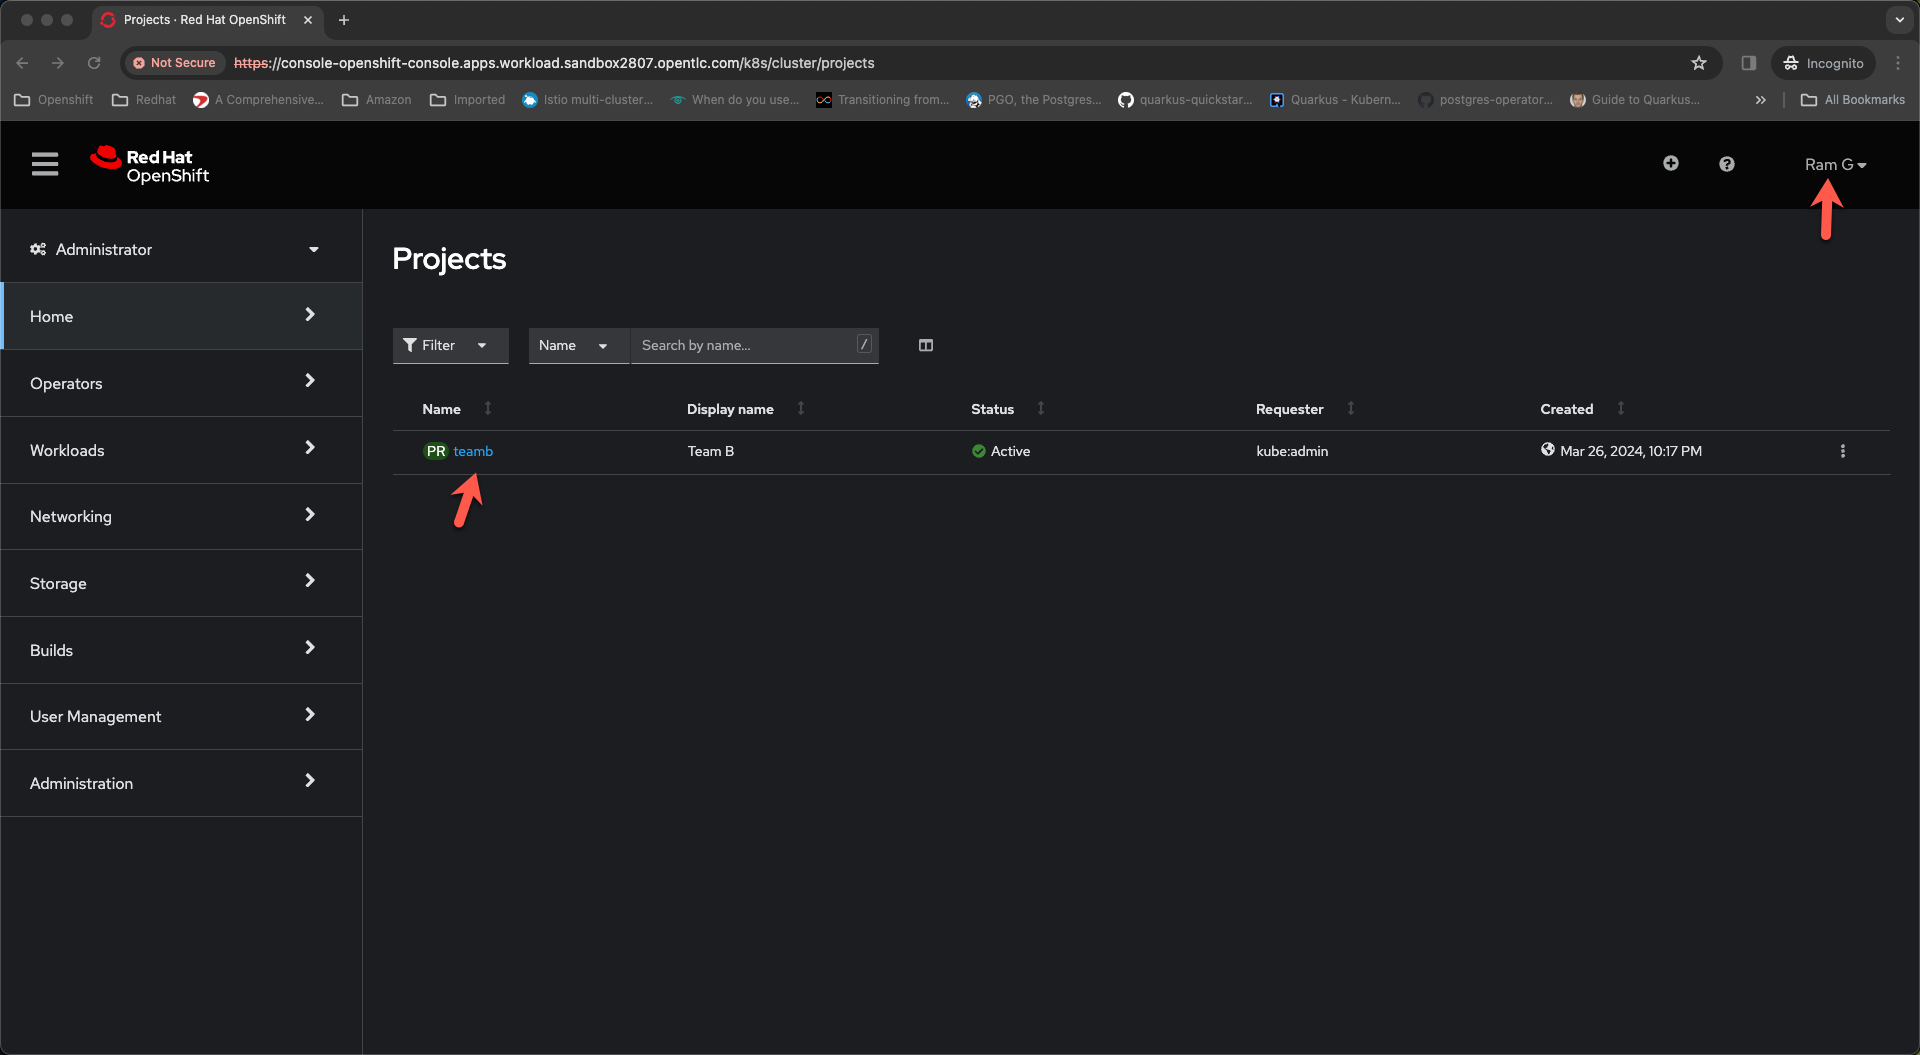 Projects · Red Hat OpenShift
Not Secure https://console-openshift-console.apps.workload.sandbox2807.opentlc.com/k8s/cluster/projects Incognito
Openshift Redhat A Comprehensive... Amazon Imported Istio multi-cluster... When do you use... Transitioning from... PGO, the Postgres... quarkus-quickstar... Quarkus - Kubern... postgres-operator... Guide to Quarkus... All Bookmarks
Red Hat
OpenShift
Ram G
Administrator
Home
Operators
Workloads
Networking
Storage
Builds
User Management
Administration
Projects
Filter Name Search by name... /
Name Display name Status Requester Created
PR teamb Team B Active kube:admin Mar 26, 2024, 10:17 PM